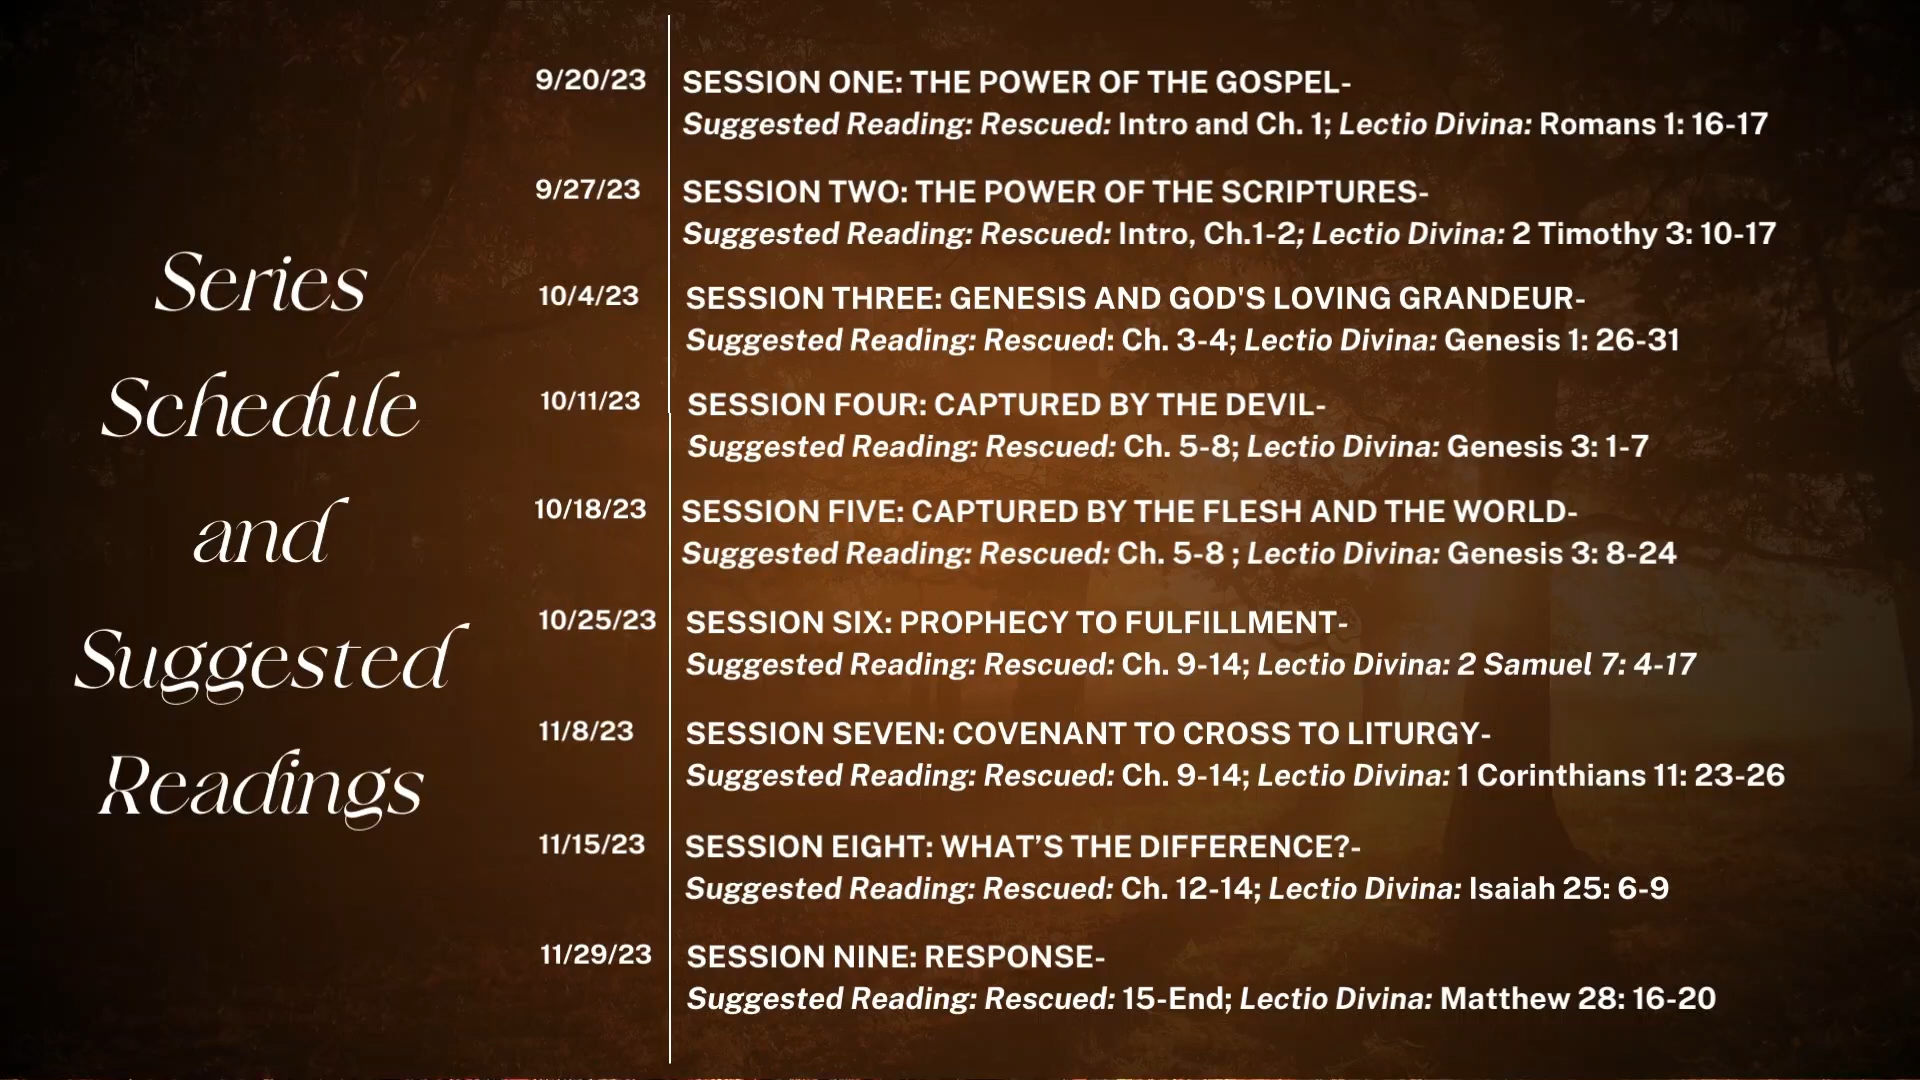 Series
Schedule
and
Suggested
Readings
9/20/23
SESSION ONE: THE POWER OF THE GOSPEL-
Suggested Reading: Rescued: Intro and Ch. 1; Lectio Divina: Romans 1: 16-17
9/27/23
SESSION TWO: THE POWER OF THE SCRIPTURES-
Suggested Reading: Rescued: Intro, Ch.1-2; Lectio Divina: 2 Timothy 3: 10-17
10/4/23
SESSION THREE: GENESIS AND GOD'S LOVING GRANDEUR-
Suggested Reading: Rescued: Ch. 3-4; Lectio Divina: Genesis 1: 26-31
10/11/23
SESSION FOUR: CAPTURED BY THE DEVIL-
Suggested Reading: Rescued: Ch. 5-8; Lectio Divina: Genesis 3: 1-7
10/18/23
SESSION FIVE: CAPTURED BY THE FLESH AND THE WORLD-
Suggested Reading: Rescued: Ch. 5-8 ; Lectio Divina: Genesis 3: 8-24
10/25/23
SESSION SIX: PROPHECY TO FULFILLMENT-
Suggested Reading: Rescued: Ch. 9-14; Lectio Divina: 2 Samuel 7: 4-17
11/8/23
SESSION SEVEN: COVENANT TO CROSS TO LITURGY-
Suggested Reading: Rescued: Ch. 9-14; Lectio Divina: 1 Corinthians 11: 23-26
11/15/23
SESSION EIGHT: WHAT’S THE DIFFERENCE?-
Suggested Reading: Rescued: Ch. 12-14; Lectio Divina: Isaiah 25: 6-9
11/29/23
SESSION NINE: RESPONSE-
Suggested Reading: Rescued: 15-End; Lectio Divina: Matthew 28: 16-20